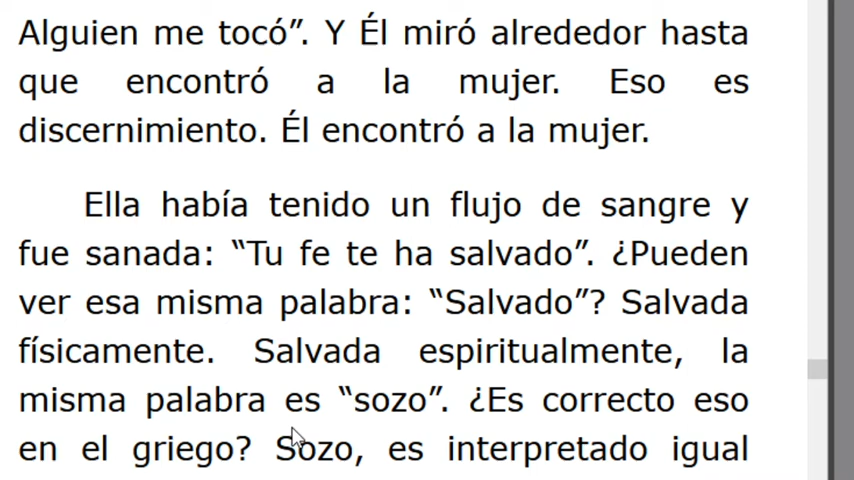 Alguien me tocó”. Y Él miró alrededor hasta
que encontró a la mujer. Eso es
discernimiento. Él encontró a la mujer.
Ella había tenido un flujo de sangre y
fue sanada: “Tu fe te ha salvado”. ¿Pueden
ver esa misma palabra: “Salvado”? Salvada
físicamente. Salvada espiritualmente, la
misma palabra es “sozo”. ¿Es correcto eso
en el griego? Sozo, es interpretado igual